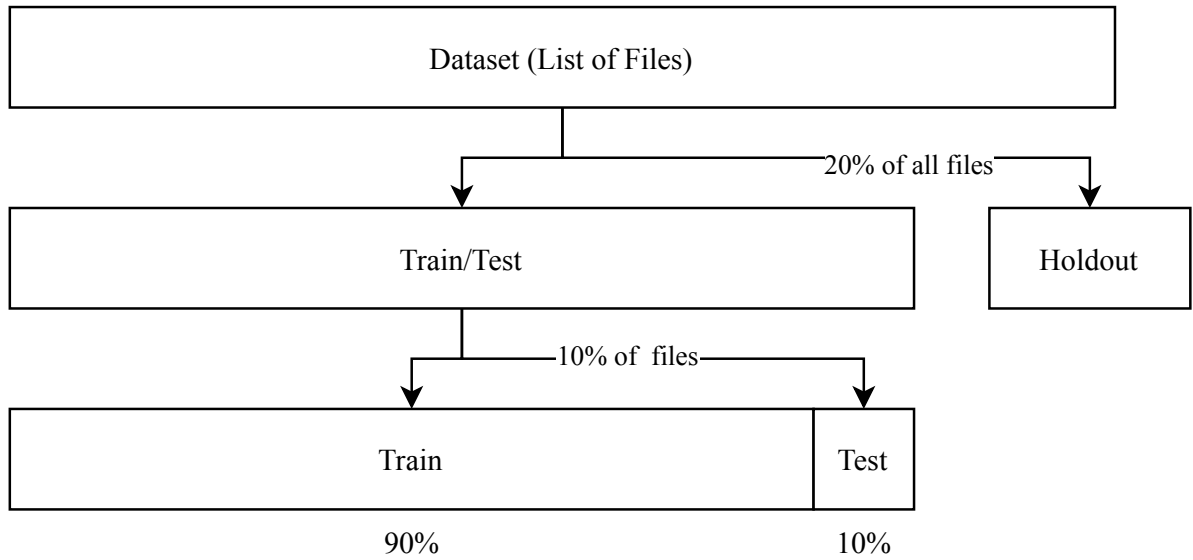 Dataset (List of Files)
20% of all files
Train/Test
Holdout
10% of  files
Train
Test
90%
10%